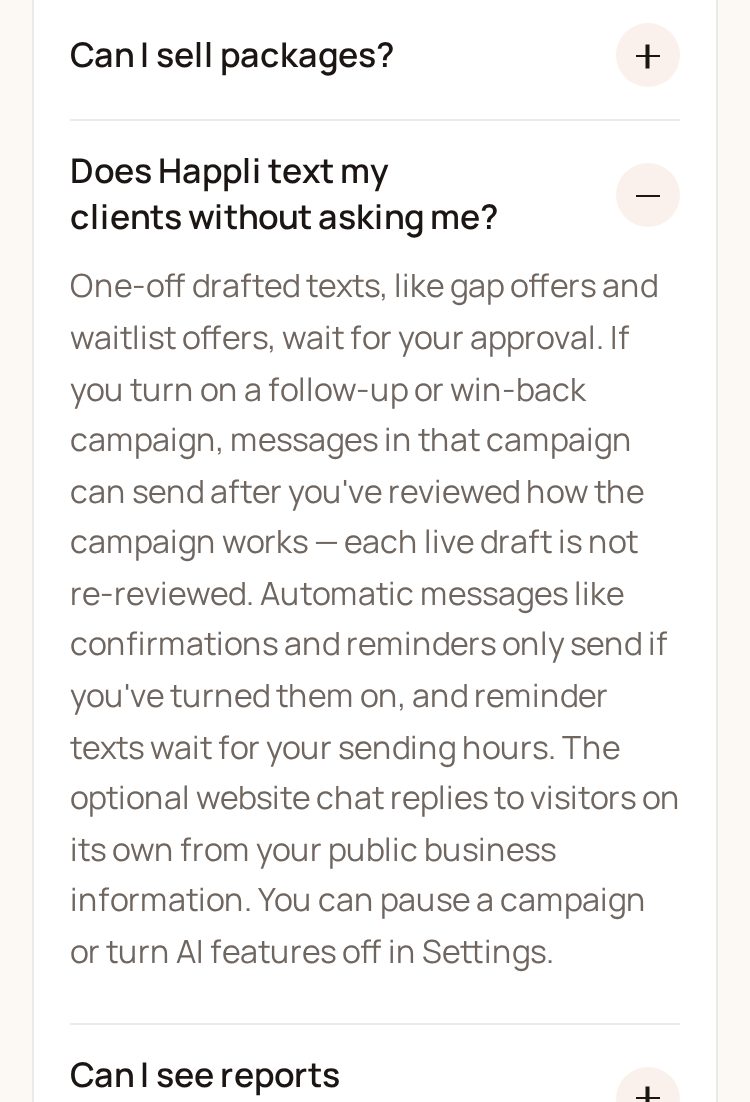 Can I sell packages?
Does Happli text my
clients without asking me?
One-off drafted texts, like gap offers and
waitlist offers, wait for your approval. If
you turn on a follow-up or win-back
campaign, messages in that campaign
can send after you've reviewed how the
campaign works — each live draft is not
re-reviewed. Automatic messages like
confirmations and reminders only send if
you've turned them on, and reminder
texts wait for your sending hours. The
optional website chat replies to visitors on
its own from your public business
information. You can pause a campaign
or turn AI features off in Settings.
Can I see reports